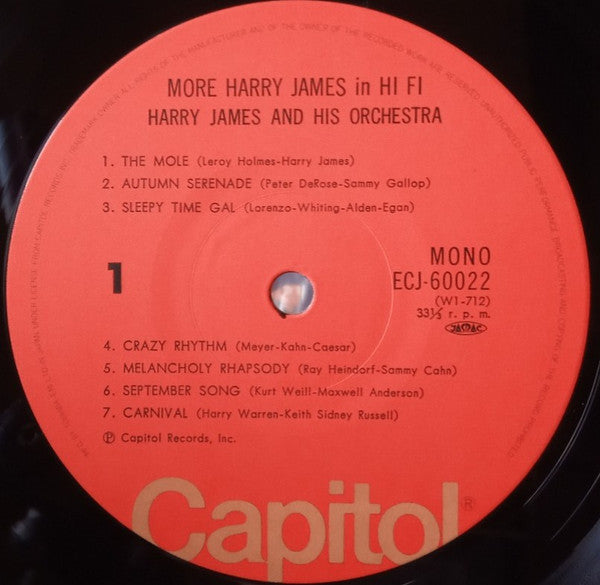 MORE HARRY JAMES in HI FI
HARRY JAMES AND HIS ORCHESTRA
1. THE MOLE (Leroy Holmes-Harry James)
2. AUTUMN SERENADE (Peter DeRose-Sammy Gallop)
3. SLEEPY TIME GAL (Lorenzo-Whiting-Alden-Egan)
1
MONO
ECJ-60022
(W1-712)
33⅓ r. p. m.
JASRAC
4. CRAZY RHYTHM (Meyer-Kahn-Caesar)
5. MELANCHOLY RHAPSODY (Ray Heindorf-Sammy Cahn)
6. SEPTEMBER SONG (Kurt Weill-Maxwell Anderson)
7. CARNIVAL (Harry Warren-Keith Sidney Russell)
Ⓟ Capitol Records, Inc.
Capitol®